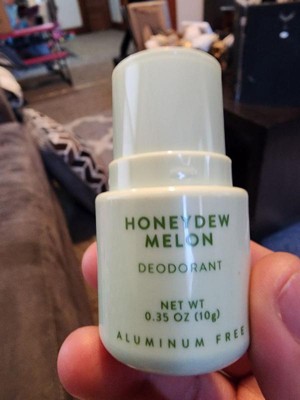 HONEYDEW
MELON
DEODORANT
NET WT
0.35 OZ (10g)
ALUMINUM FREE